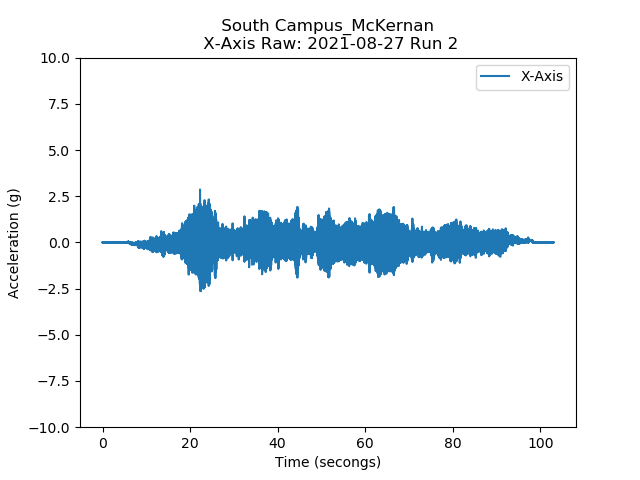 South Campus_McKernan
X-Axis Raw: 2021-08-27 Run 2
X-Axis
10.0
7.5
5.0
2.5
0.0
−2.5
−5.0
−7.5
−10.0
Acceleration (g)
0 20 40 60 80 100
Time (secongs)